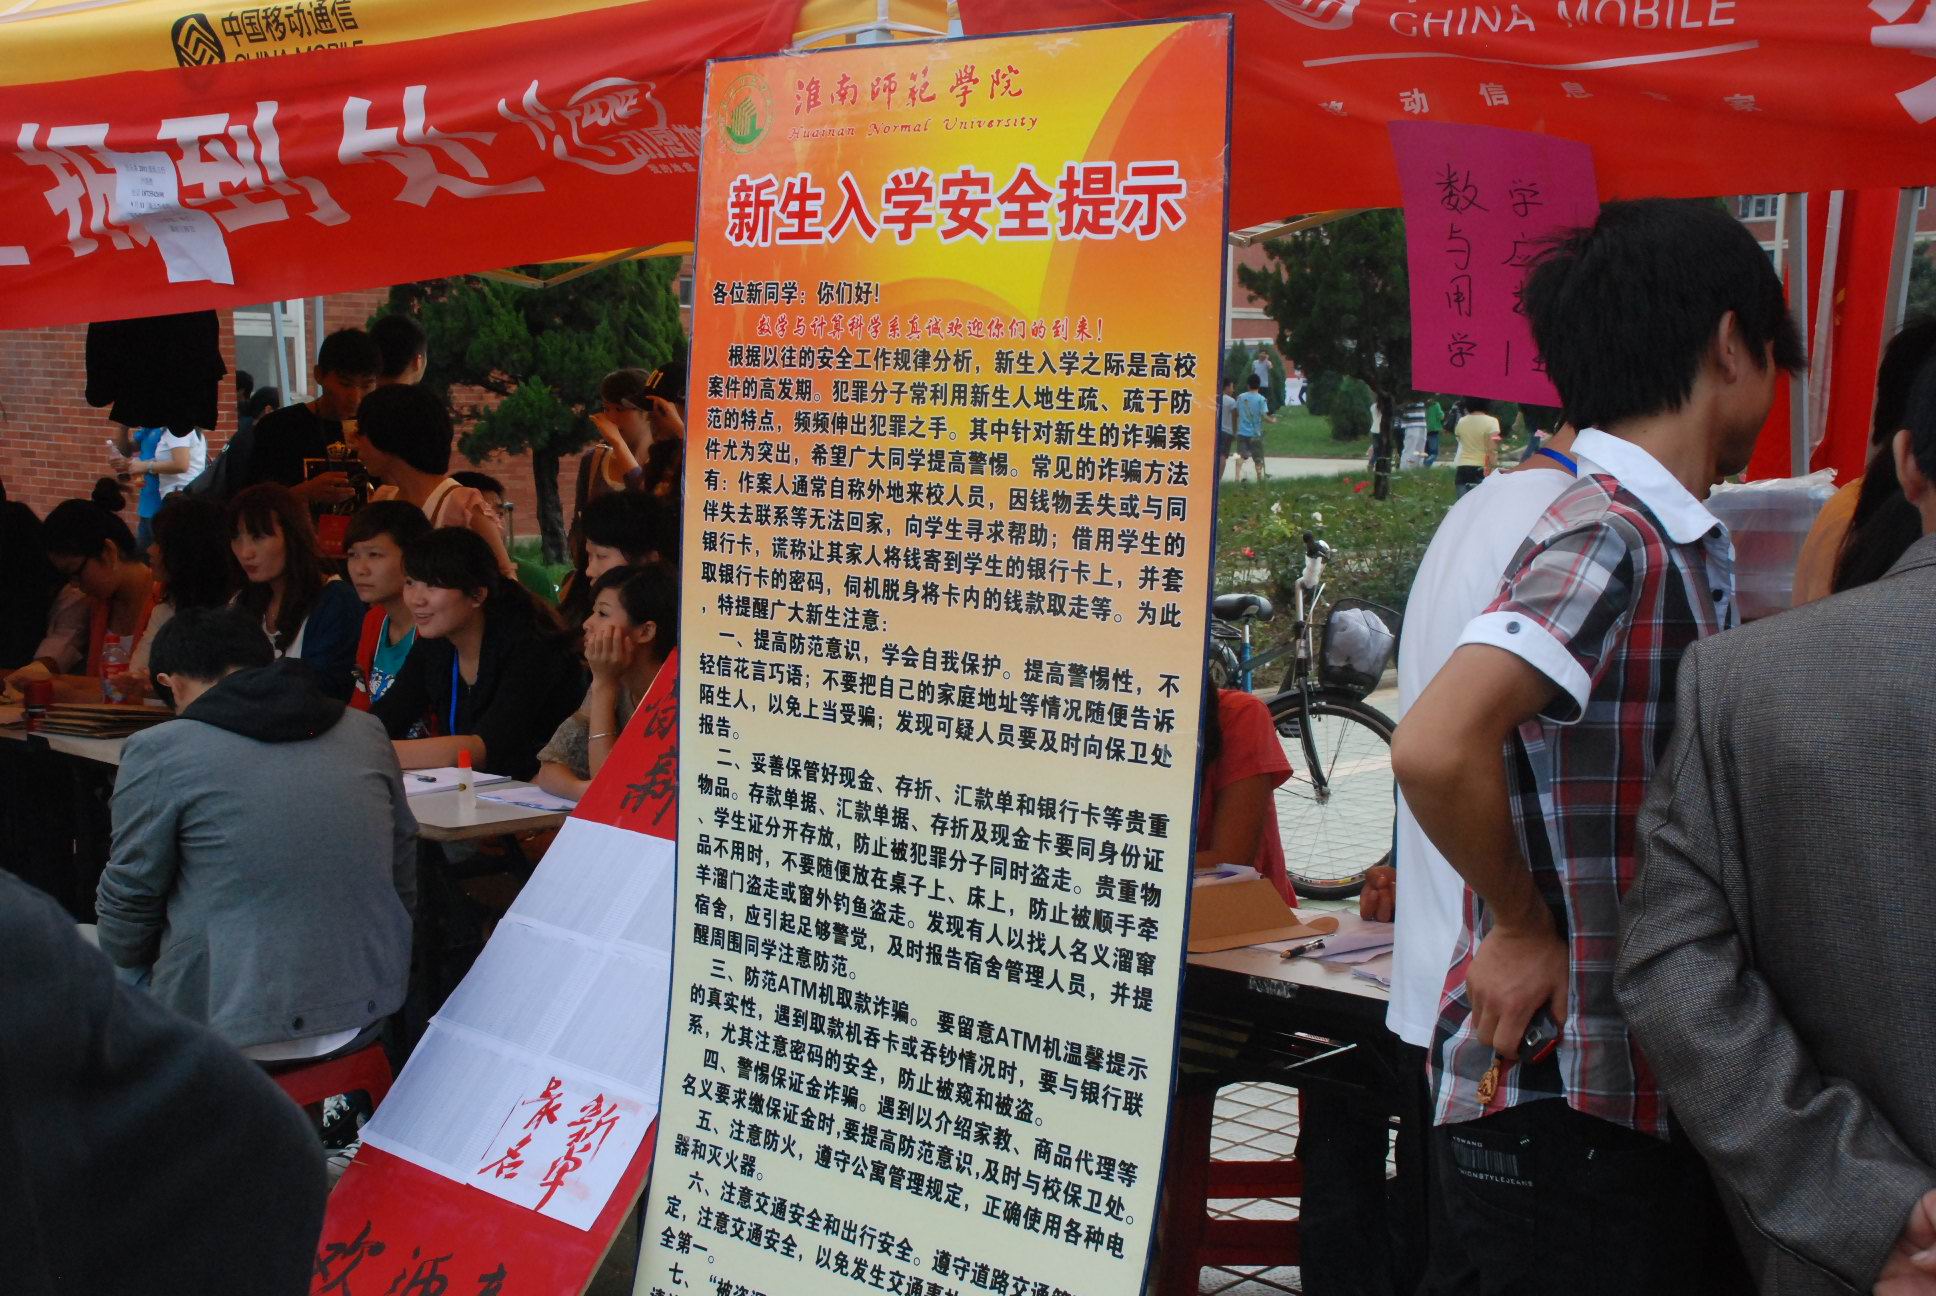 中国移动通信
CHINA MOBILE
报到处
CHINA MOBILE
移动信息专家
淮南师范學院
Huainan Normal University
新生入学安全提示
各位新同学：你们好！
数学与计算科学系真诚欢迎你们的到来！
根据以往的安全工作规律分析，新生入学之际是高校
案件的高发期。犯罪分子常利用新生人地生疏、疏于防
范的特点，频频伸出犯罪之手。其中针对新生的诈骗案
件尤为突出，希望广大同学提高警惕。常见的诈骗方法
有：作案人通常自称外地来校人员，因钱物丢失或与同
伴失去联系等无法回家，向学生寻求帮助；借用学生的
银行卡，谎称让其家人将钱寄到学生的银行卡上，并套
取银行卡的密码，伺机脱身将卡内的钱款取走等。为此
，特提醒广大新生注意：
一、提高防范意识，学会自我保护。提高警惕性，不
轻信花言巧语；不要把自己的家庭地址等情况随便告诉
陌生人，以免上当受骗；发现可疑人员要及时向保卫处
报告。
二、妥善保管好现金、存折、汇款单和银行卡等贵重
物品。存款单据、汇款单据、存折及现金卡要同身份证
、学生证分开存放，防止被犯罪分子同时盗走。贵重物
品不用时，不要随便放在桌子上、床上，防止被顺手牵
羊溜门盗走或窗外钓鱼盗走。发现有人以找人名义溜窜
宿舍，应引起足够警觉，及时报告宿舍管理人员，并提
醒周围同学注意防范。
三、防范ATM机取款诈骗。 要留意ATM机温馨提示
的真实性，遇到取款机吞卡或吞钞情况时，要与银行联
系，尤其注意密码的安全，防止被窥和被盗。
四、警惕保证金诈骗。遇到以介绍家教、商品代理等
名义要求缴保证金时,要提高防范意识,及时与校保卫处。
五、注意防火，遵守公寓管理规定，正确使用各种电
器和灭火器。
六、注意交通安全和出行安全。遵守道路交通管
定，注意交通安全，以免发生交通事
全第一。
七、“被盗
数学
与应
用数
学
新
名单
欢迎